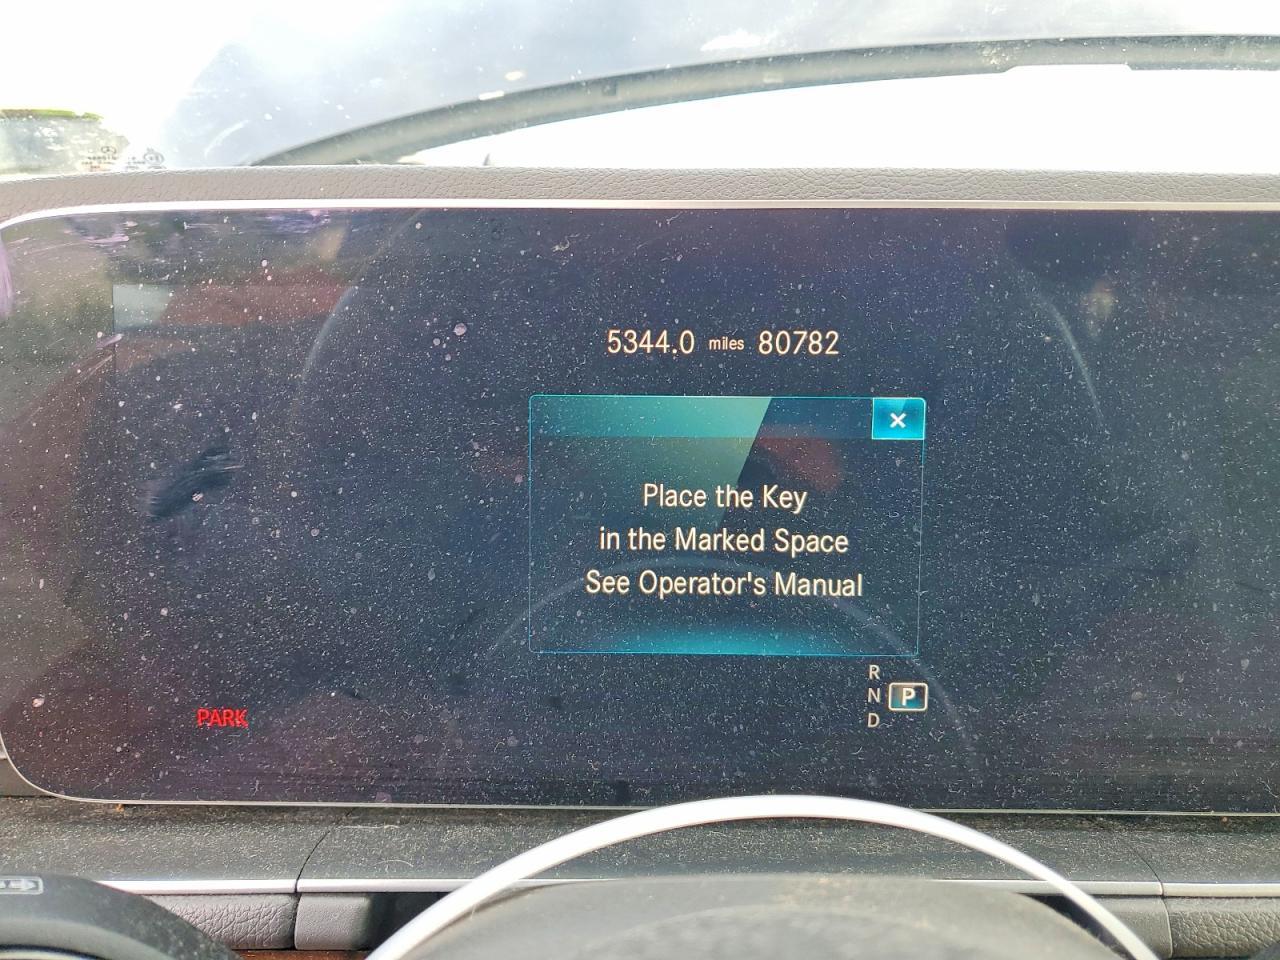 5344.0 miles 80782
×
Place the Key
in the Marked Space
See Operator's Manual
R
N P
D
PARK